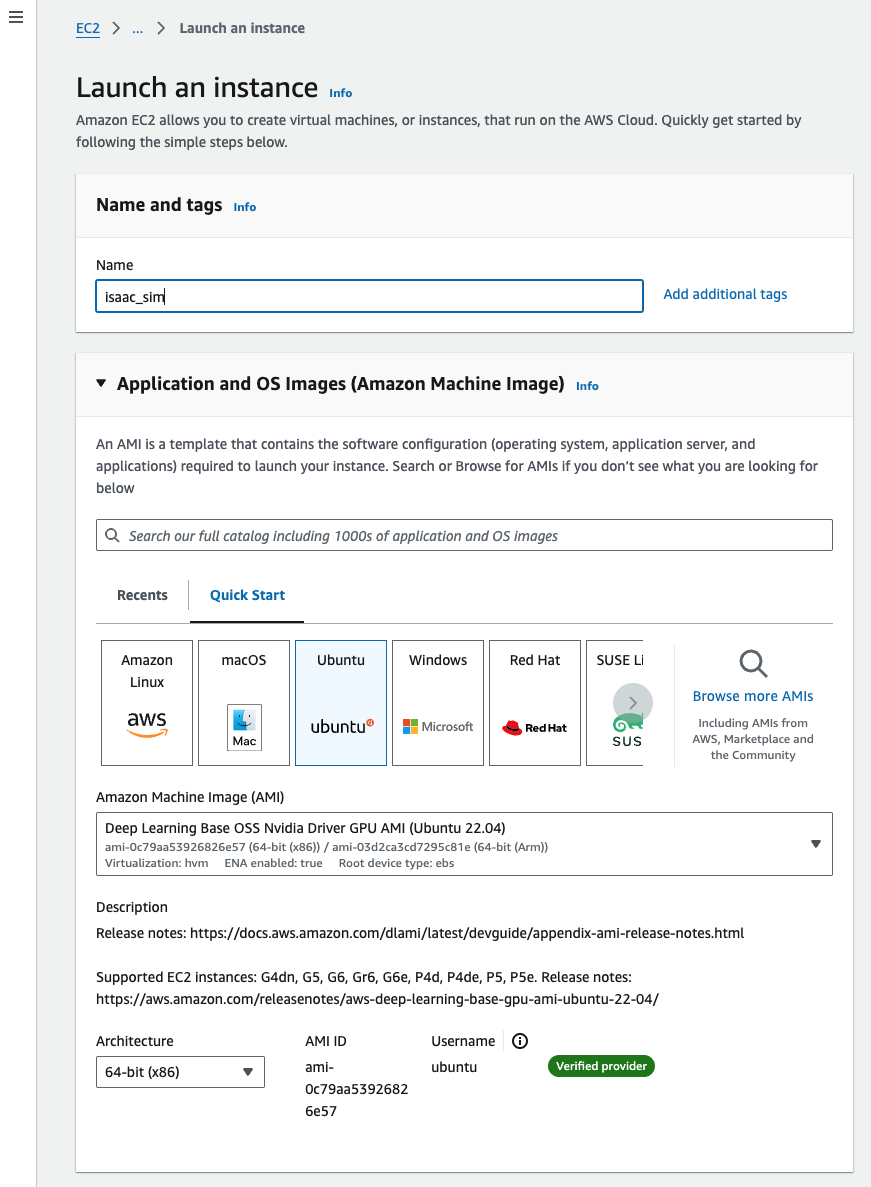 EC2 > ... > Launch an instance
Launch an instance Info
Amazon EC2 allows you to create virtual machines, or instances, that run on the AWS Cloud. Quickly get started by
following the simple steps below.
Name and tags Info
Name
isaac_sim
Add additional tags
Application and OS Images (Amazon Machine Image) Info
An AMI is a template that contains the software configuration (operating system, application server, and
applications) required to launch your instance. Search or Browse for AMIs if you don’t see what you are looking for
below
Search our full catalog including 1000s of application and OS images
Recents
Quick Start
Amazon
Linux
aws
macOS
Mac
Ubuntu
ubuntu
Windows
Microsoft
Red Hat
Red Hat
SUSE Li
SUS
Browse more AMIs
Including AMIs from
AWS, Marketplace and
the Community
Amazon Machine Image (AMI)
Deep Learning Base OSS Nvidia Driver GPU AMI (Ubuntu 22.04)
ami-0c79aa53926826e57 (64-bit (x86)) / ami-03d2ca3cd7295c81e (64-bit (Arm))
Virtualization: hvm ENA enabled: true Root device type: ebs
Description
Release notes: https://docs.aws.amazon.com/dlami/latest/devguide/appendix-ami-release-notes.html
Supported EC2 instances: G4dn, G5, G6, Gr6, G6e, P4d, P4de, P5, P5e. Release notes:
https://aws.amazon.com/releasenotes/aws-deep-learning-base-gpu-ami-ubuntu-22-04/
Architecture
64-bit (x86)
AMI ID
ami-
0c79aa5392682
6e57
Username
ubuntu
Verified provider